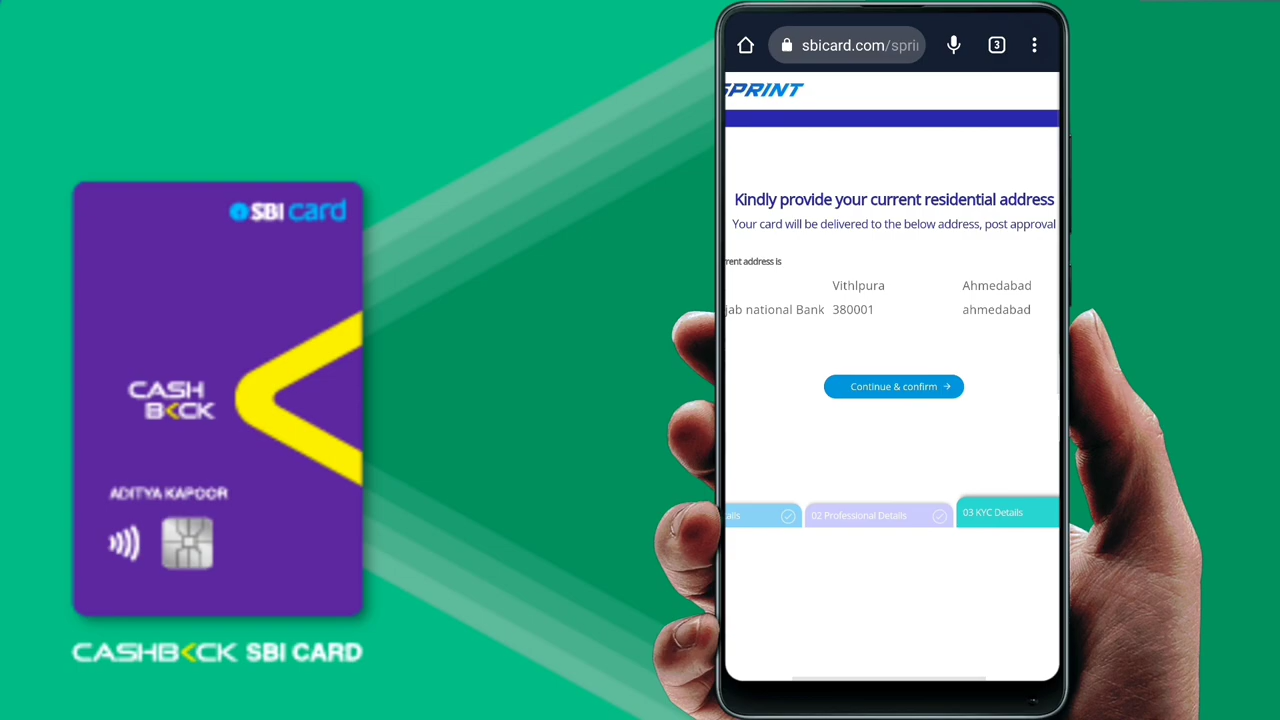 SBI card
CASH
BACK
ADITYA KAPOOR
CASHBACK SBI CARD
sbicard.com/spri
3
SPRINT
Kindly provide your current residential address
Your card will be delivered to the below address, post approval
rent address is
Vithlpura Ahmedabad
jab national Bank 380001 ahmedabad
Continue & confirm →
ails 02 Professional Details 03 KYC Details